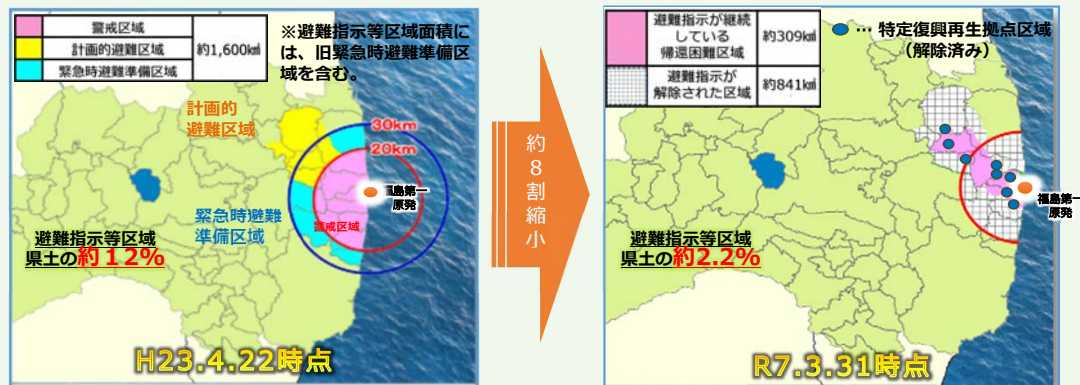 警戒区域
計画的避難区域
緊急時避難準備区域
約1,600㎢
※避難指示等区域面積に
は、旧緊急時避難準備区
域を含む。
計画的
避難区域
30km
20km
福島第一
原発
警戒区域
緊急時避難
準備区域
避難指示等区域
県土の約12%
H23.4.22時点
約8割縮小
避難指示が継続
している
帰還困難区域
約309㎢
避難指示が
解除された区域
約841㎢
… 特定復興再生拠点区域
(解除済み)
福島第一
原発
避難指示等区域
県土の約2.2%
R7.3.31時点